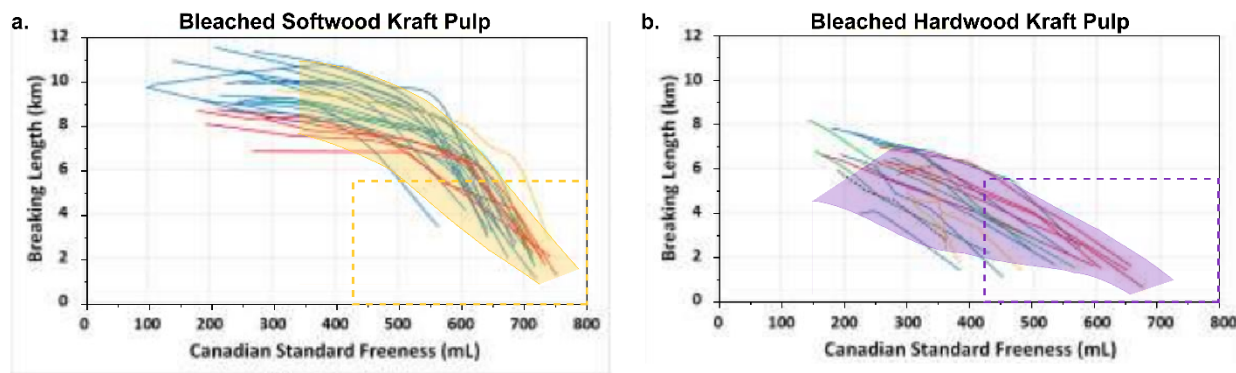 a. Bleached Softwood Kraft Pulp
12
10
8
6
4
2
0
Breaking Length (km)
0 100 200 300 400 500 600 700 800
Canadian Standard Freeness (mL)
b. Bleached Hardwood Kraft Pulp
12
10
8
6
4
2
0
Breaking Length (km)
0 100 200 300 400 500 600 700 800
Canadian Standard Freeness (mL)